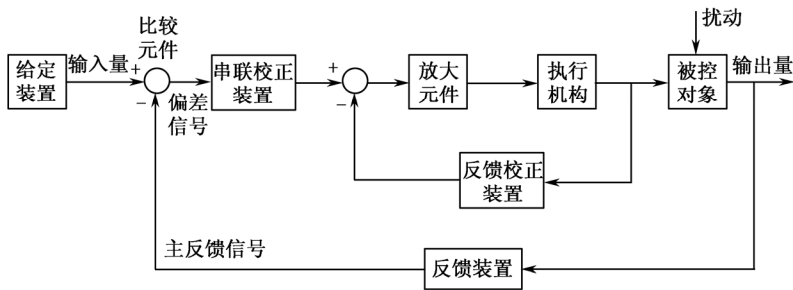 比较
元件
扰动
给定
装置
输入量
+
−
偏差
信号
串联校正
装置
+
−
放大
元件
执行
机构
被控
对象
输出量
反馈校正
装置
主反馈信号
反馈装置